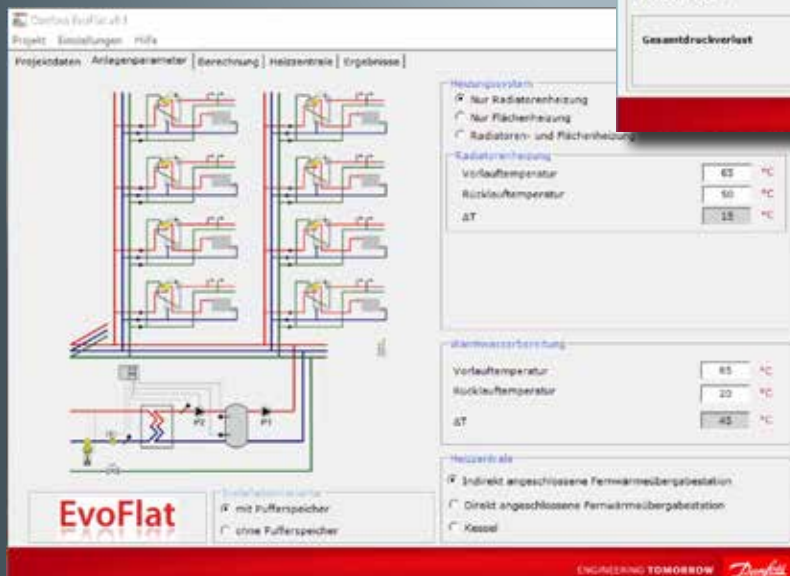 Danfoss EvoFlat v
Projekt Einstellungen Hilfe
Projektdaten Anlagenparameter Berechnung Heizzentrale Ergebnisse
Gesamtdruckverlust
Heizungssystem
Nur Radiatorenheizung
Nur Flächenheizung
Radiatoren- und Flächenheizung
Radiatorenheizung
Vorlauftemperatur 65 °C
Rücklauftemperatur 50 °C
ΔT 15 °C
Warmwasserbereitung
Vorlauftemperatur 65 °C
Rücklauftemperatur 20 °C
ΔT 45 °C
Heizzentrale
Indirekt angeschlossene Fernwärmeübergabestation
Direkt angeschlossene Fernwärmeübergabestation
Kessel
P2 P1
EvoFlat
mit Pufferspeicher
ohne Pufferspeicher
ENGINEERING TOMORROW Danfoss